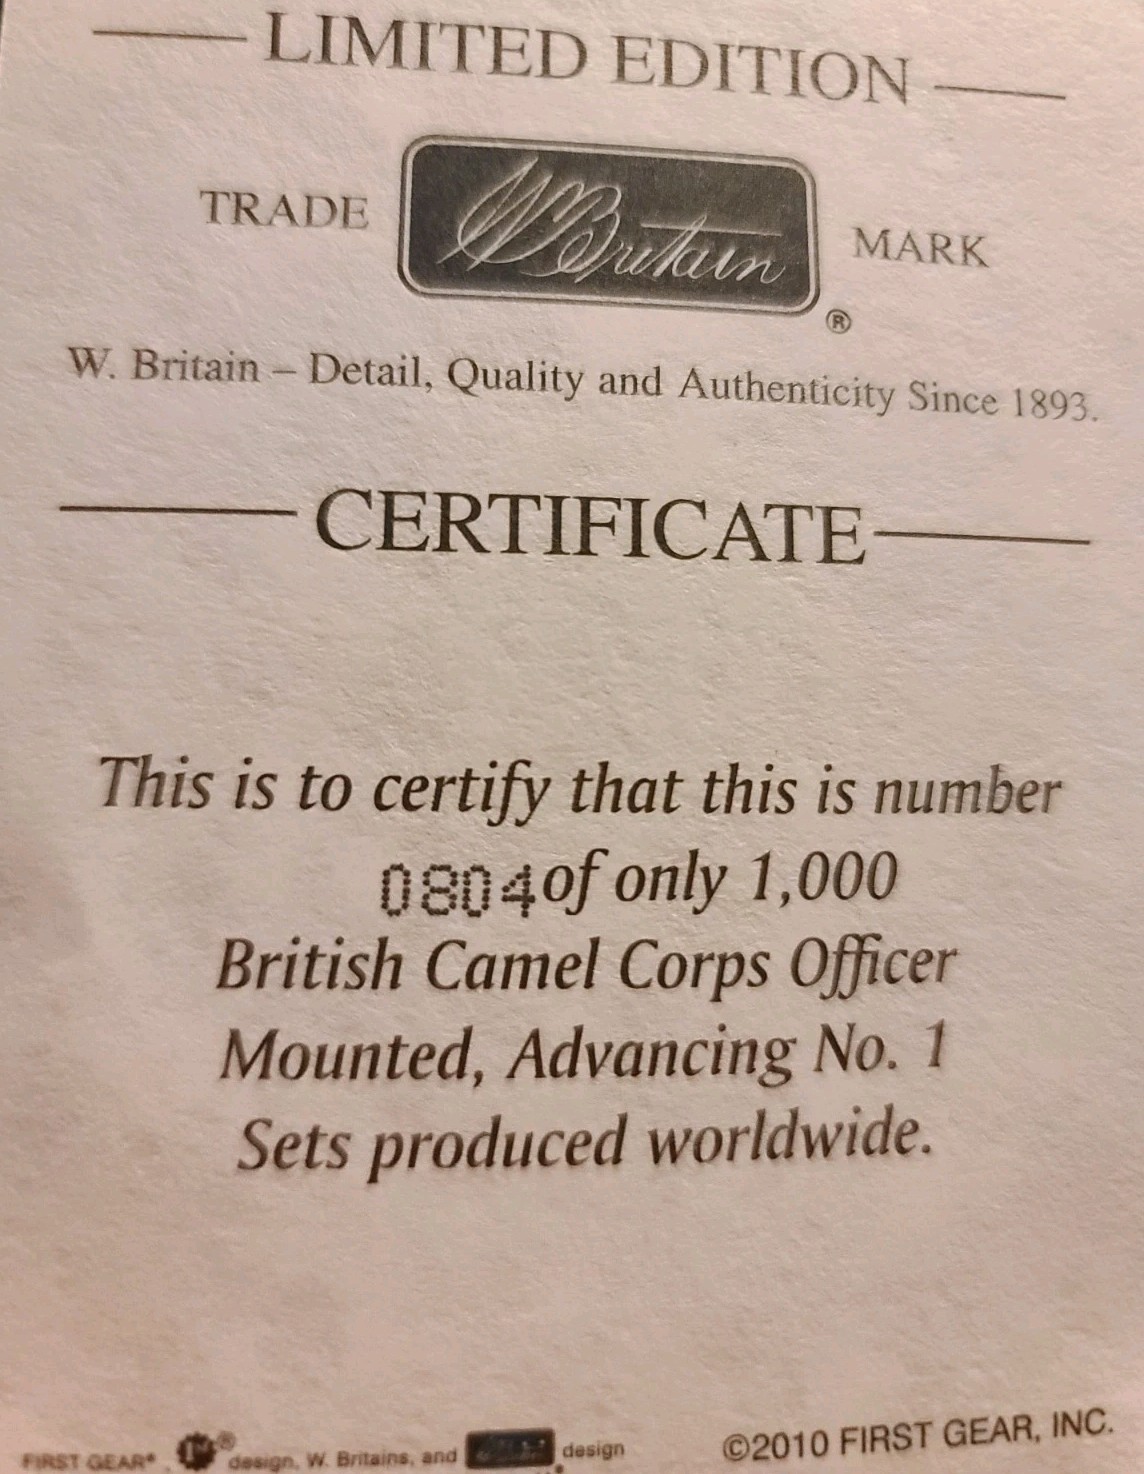 LIMITED EDITION
TRADE W Britain MARK
®
W. Britain – Detail, Quality and Authenticity Since 1893.
CERTIFICATE
This is to certify that this is number
0804 of only 1,000
British Camel Corps Officer
Mounted, Advancing No. 1
Sets produced worldwide.
FIRST GEAR®, ® design, W. Britains, and design ©2010 FIRST GEAR, INC.